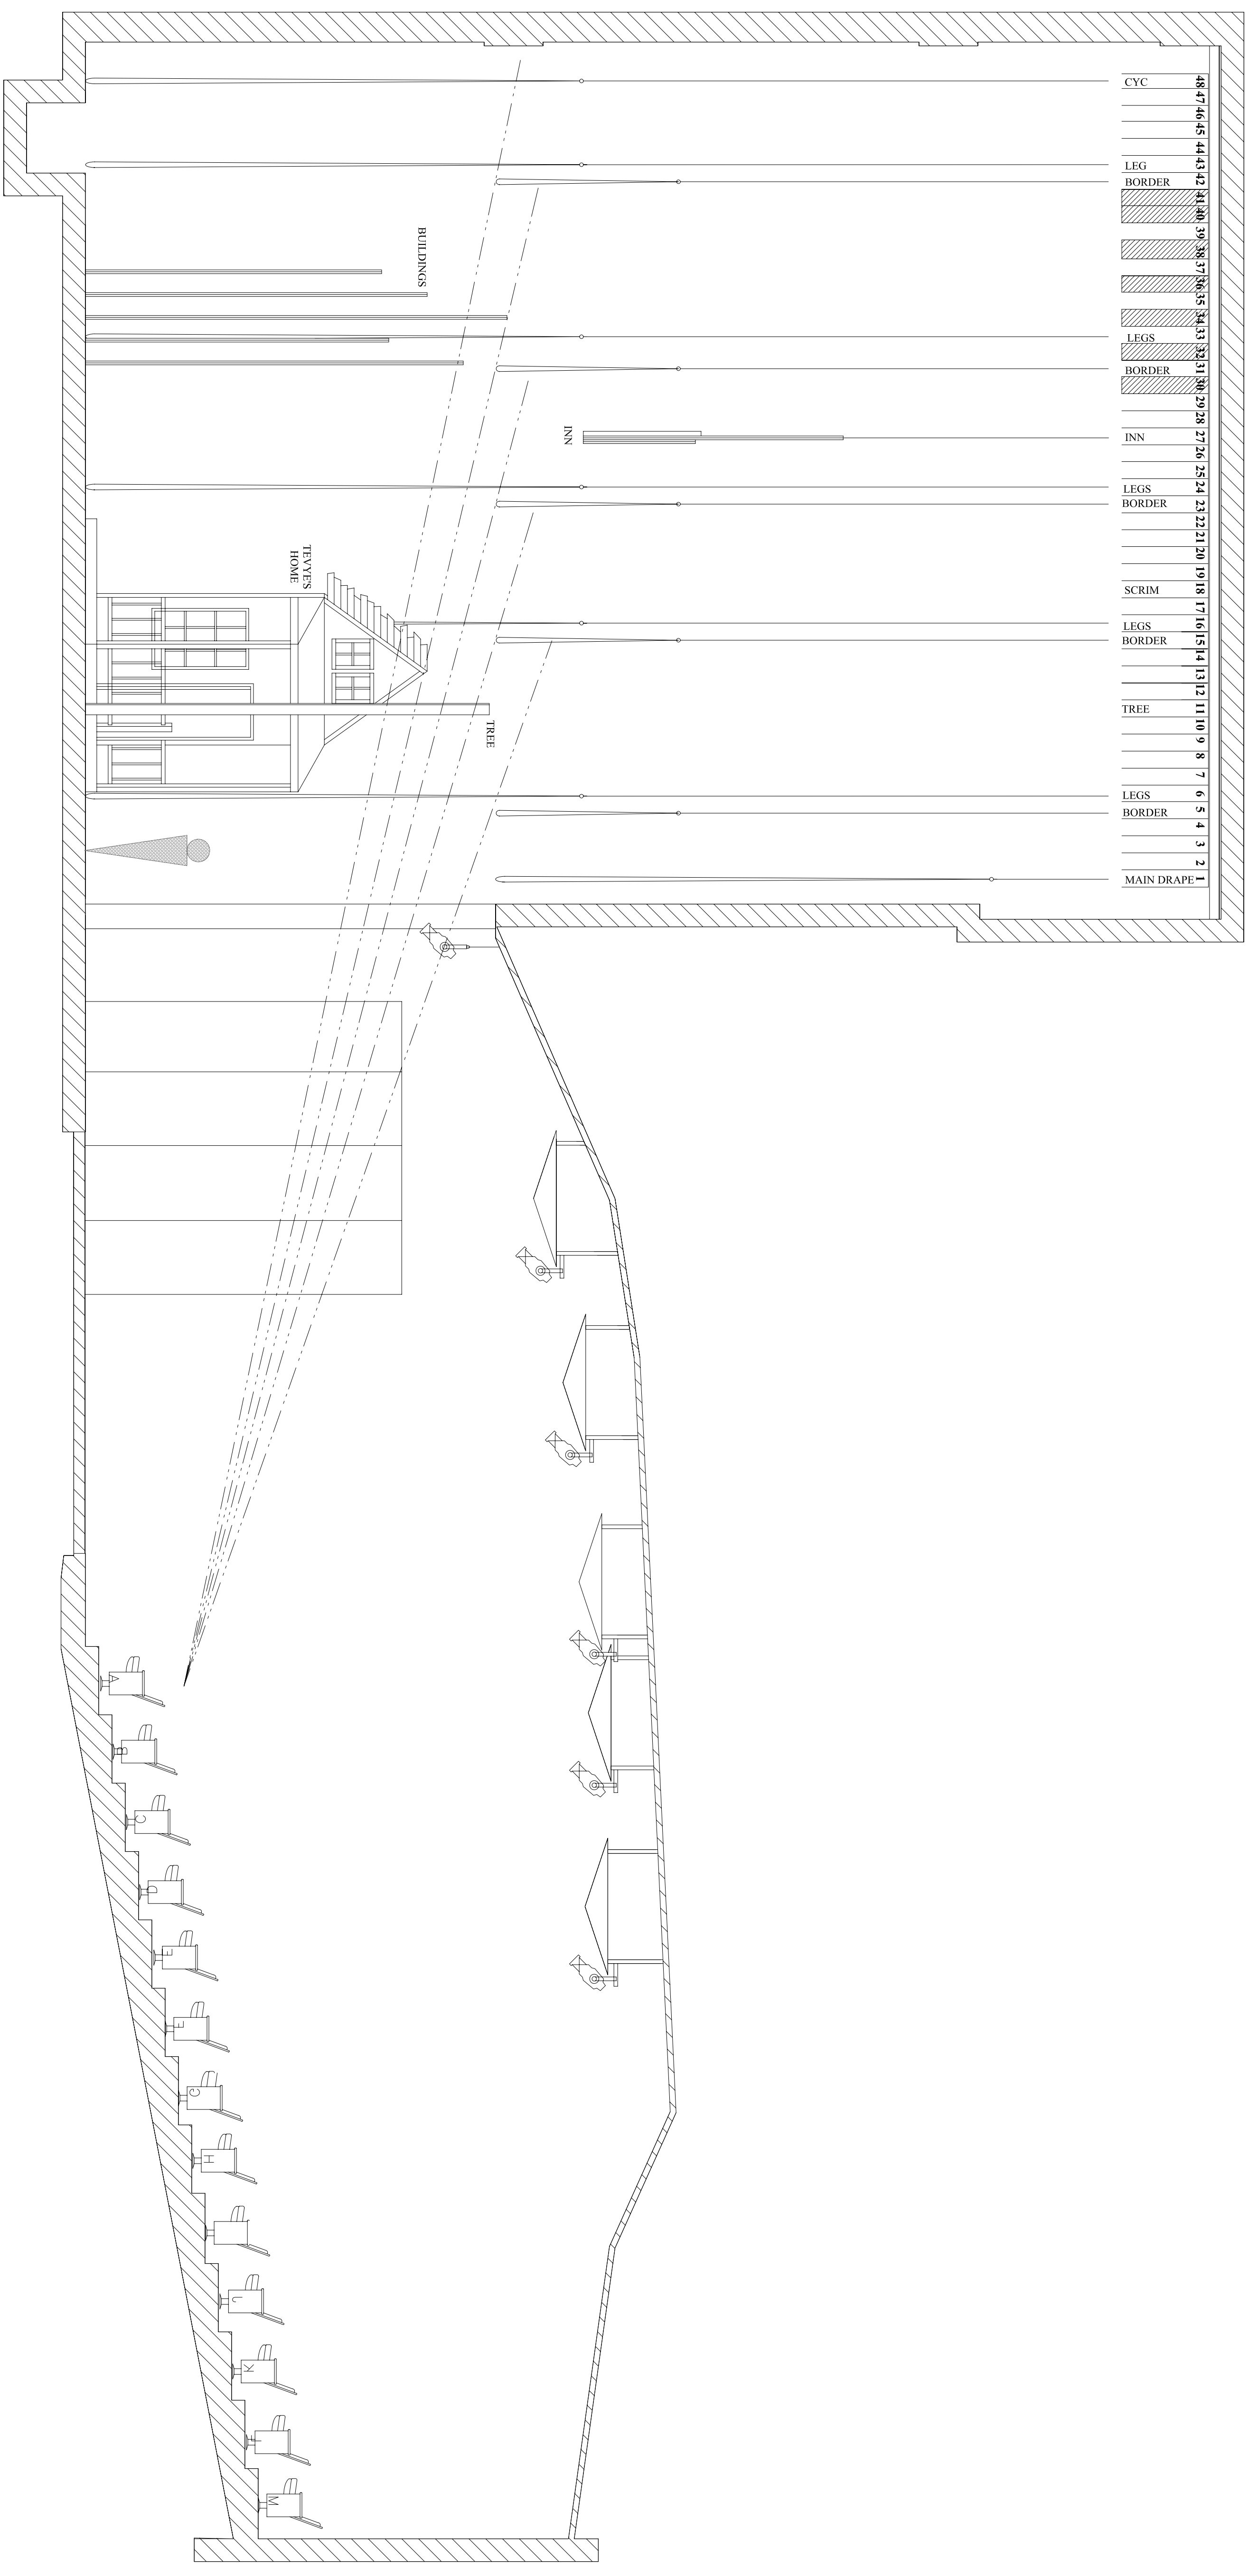 CYC 48
47
46
45
44
LEG 43
BORDER 42
41
40
39
38
37
36
35
34
LEGS 33
32
BORDER 31
30
29
28
INN 27
26
25
LEGS 24
BORDER 23
22
21
20
19
SCRIM 18
17
LEGS 16
BORDER 15
14
13
12
TREE 11
10
9
8
7
LEGS 6
BORDER 5
4
3
2
MAIN DRAPE 1
BUILDINGS
INN
TEVYE'S
HOME
TREE
A
B
C
D
E
F
G
H
J
K
L
M